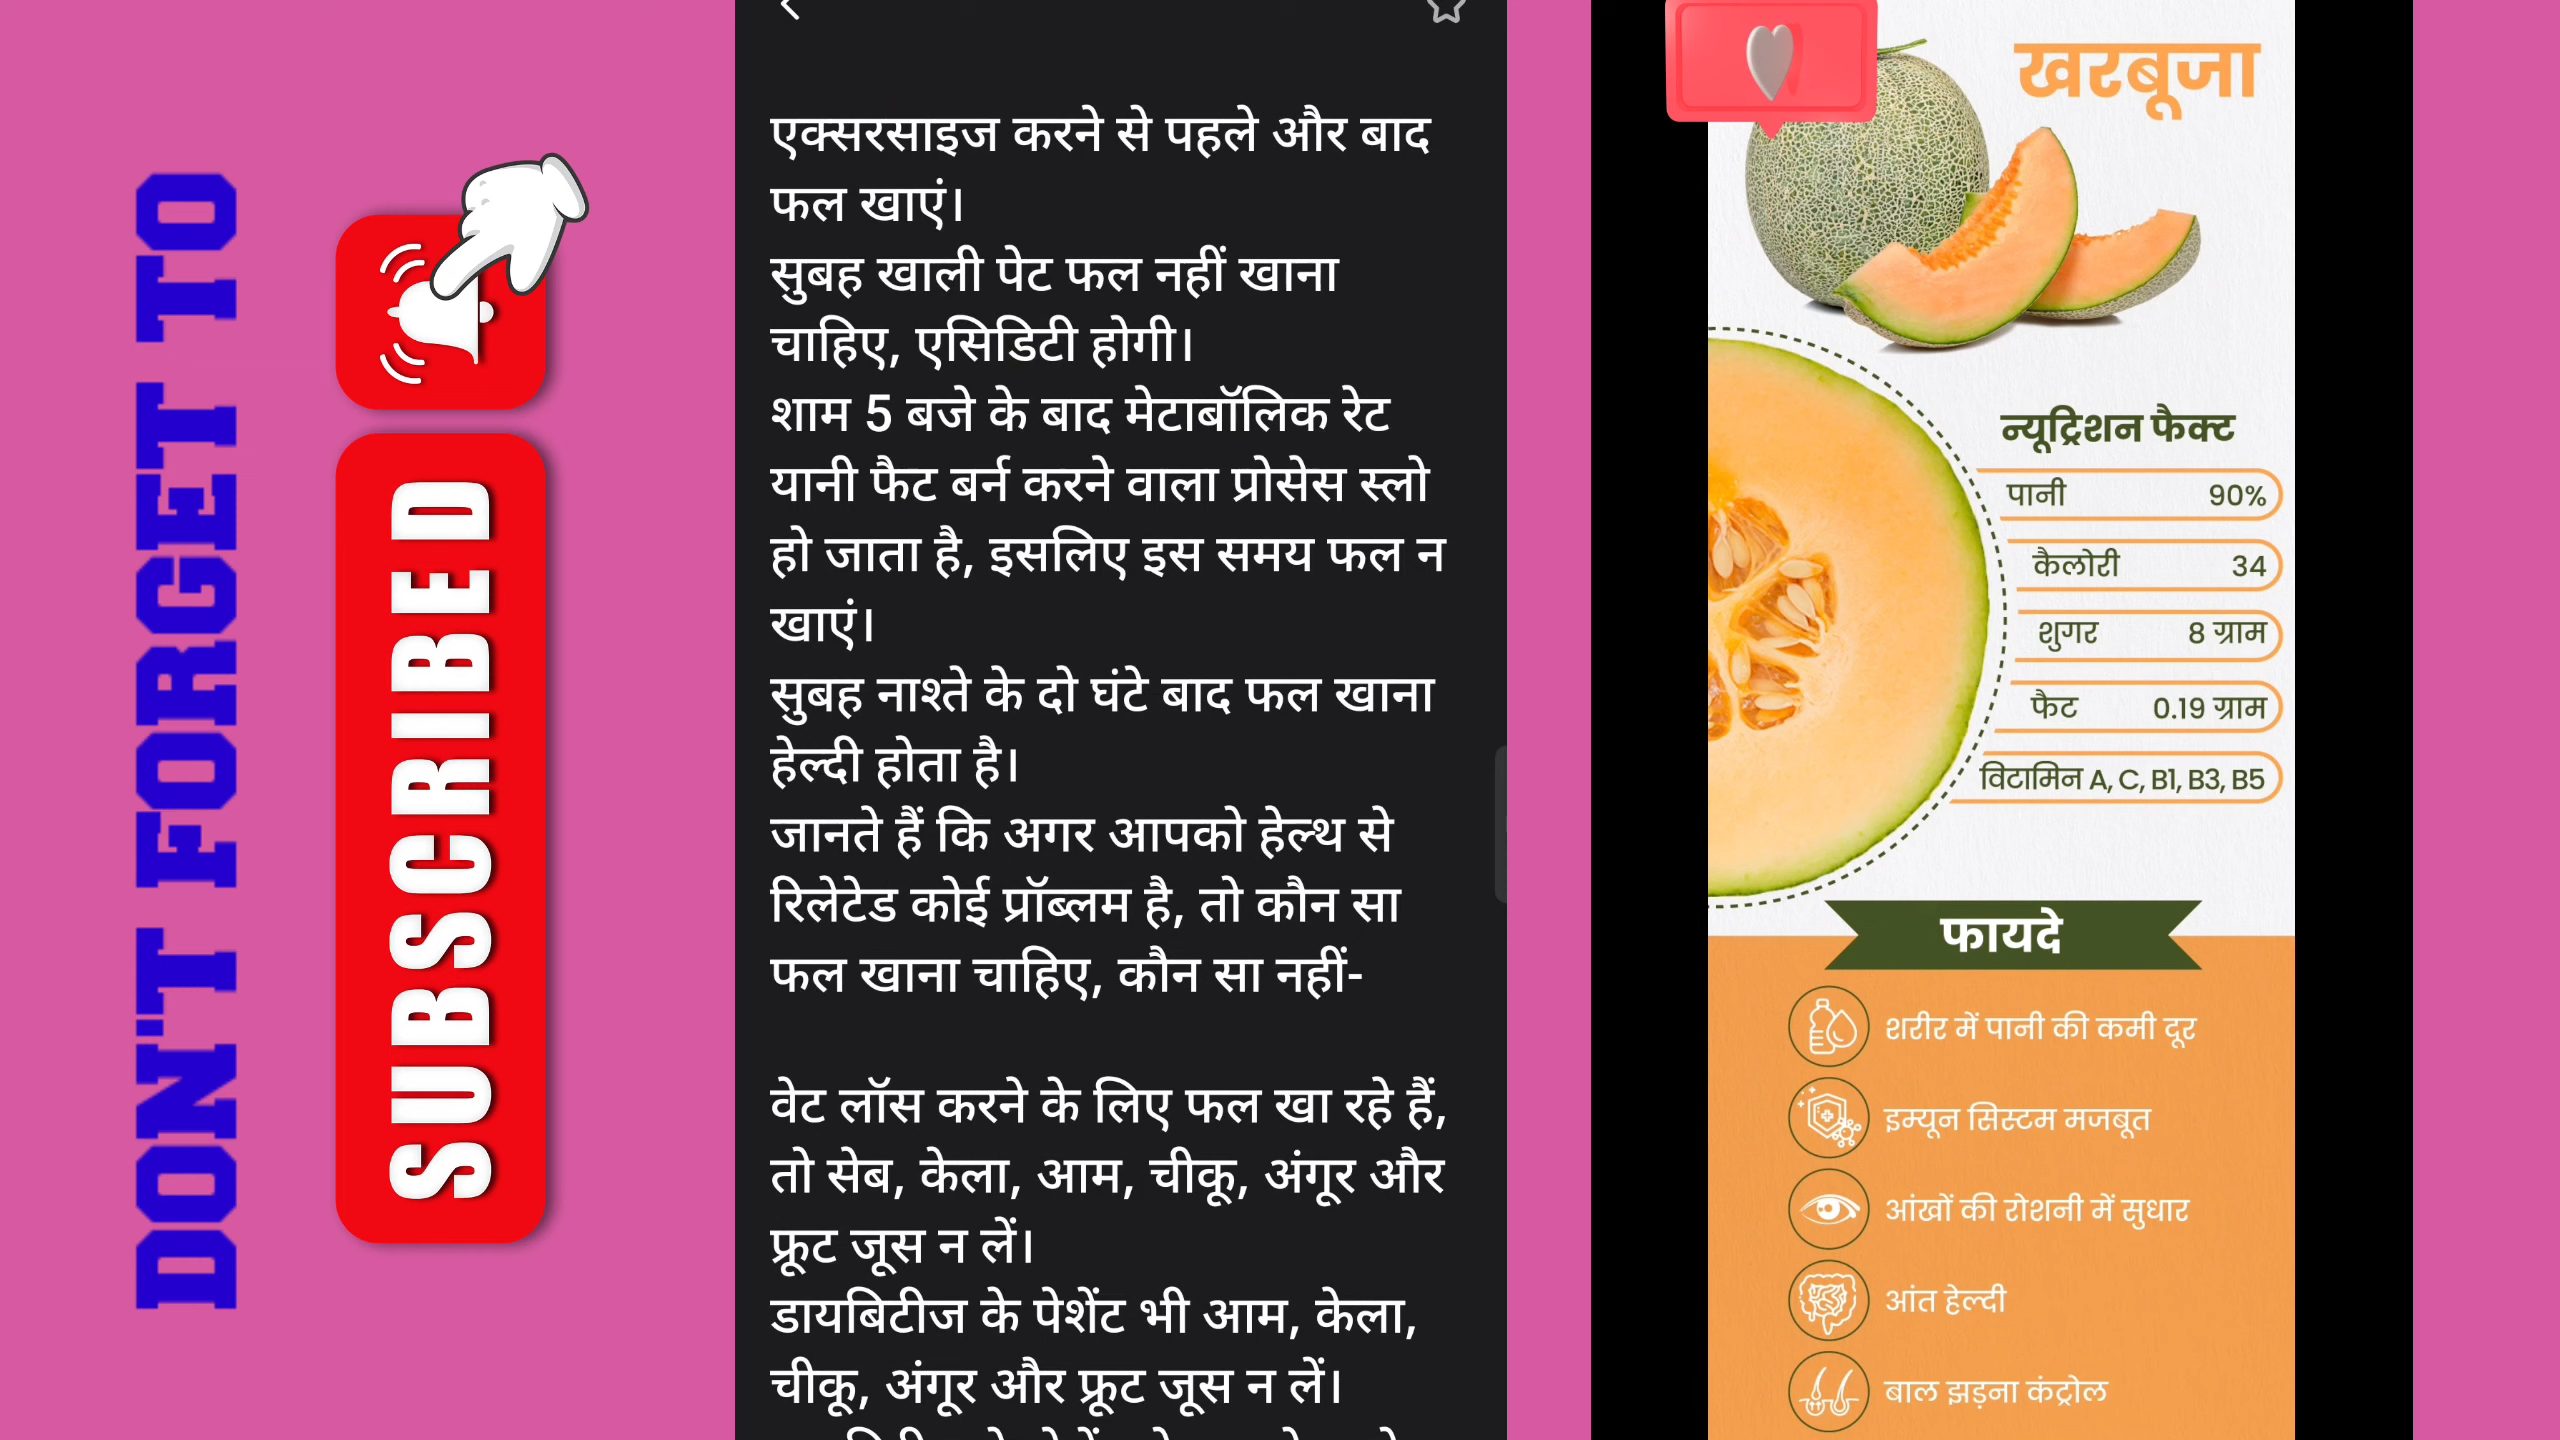 DON'T FORGET TO
SUBSCRIBED
एक्सरसाइज करने से पहले और बाद
फल खाएं।
सुबह खाली पेट फल नहीं खाना
चाहिए, एसिडिटी होगी।
शाम 5 बजे के बाद मेटाबॉलिक रेट
यानी फैट बर्न करने वाला प्रोसेस स्लो
हो जाता है, इसलिए इस समय फल न
खाएं।
सुबह नाश्ते के दो घंटे बाद फल खाना
हेल्दी होता है।
जानते हैं कि अगर आपको हेल्थ से
रिलेटेड कोई प्रॉब्लम है, तो कौन सा
फल खाना चाहिए, कौन सा नहीं-
वेट लॉस करने के लिए फल खा रहे हैं,
तो सेब, केला, आम, चीकू, अंगूर और
फ्रूट जूस न लें।
डायबिटीज के पेशेंट भी आम, केला,
चीकू, अंगूर और फ्रूट जूस न लें।
खरबूजा
न्यूट्रिशन फैक्ट
पानी 90%
कैलोरी 34
शुगर 8 ग्राम
फैट 0.19 ग्राम
विटामिन A, C, B1, B3, B5
फायदे
शरीर में पानी की कमी दूर
इम्यून सिस्टम मजबूत
आंखों की रोशनी में सुधार
आंत हेल्दी
बाल झड़ना कंट्रोल